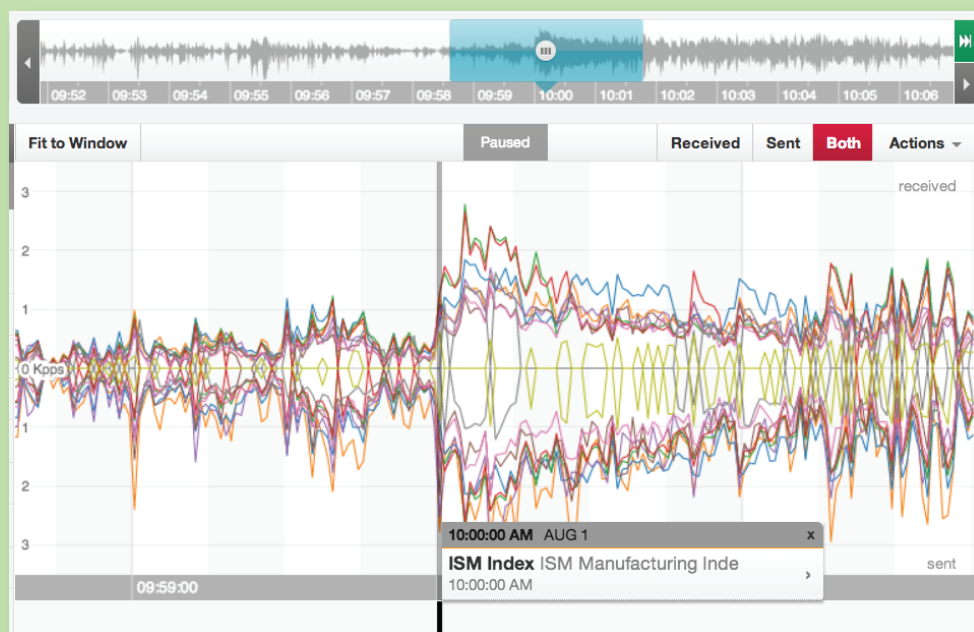 09:52 09:53 09:54 09:55 09:56 09:57 09:58 09:59 10:00 10:01 10:02 10:03 10:04 10:05 10:06
Fit to Window Paused Received Sent Both Actions
received
3
2
1
0 Kpps
1
2
3
sent
10:00:00 AM AUG 1 x
ISM Index ISM Manufacturing Inde
10:00:00 AM
09:59:00